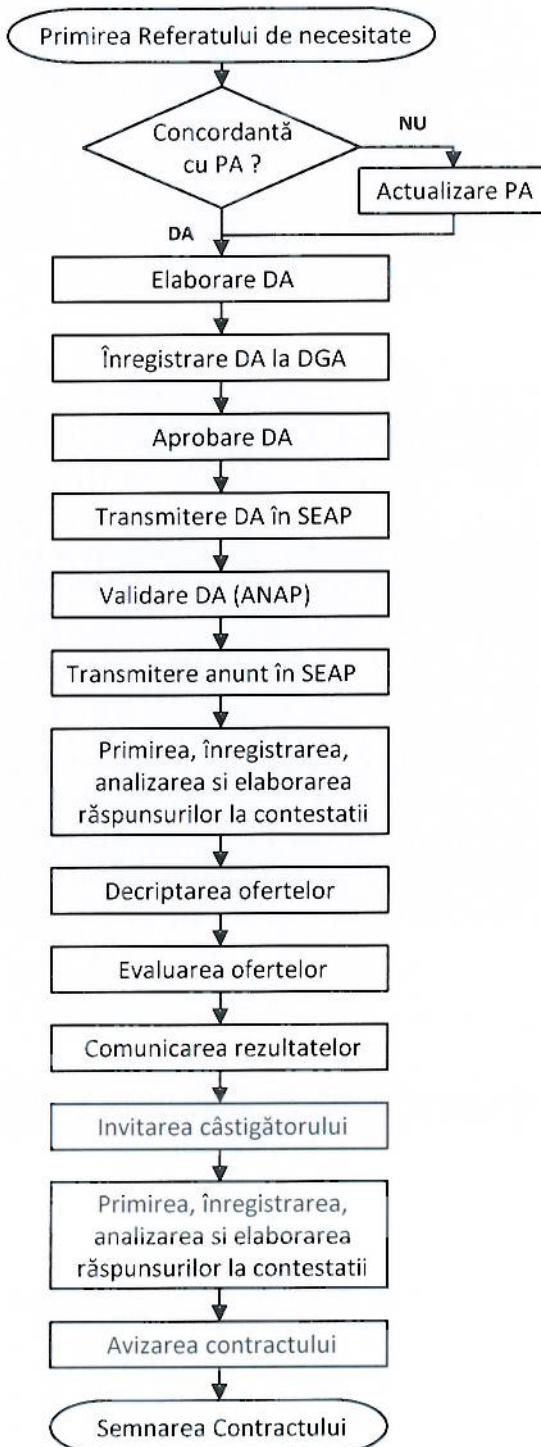 Primirea Referatului de necesitate
Concordantă
cu PA ?
NU
Actualizare PA
DA
Elaborare DA
Înregistrare DA la DGA
Aprobare DA
Transmitere DA în SEAP
Validare DA (ANAP)
Transmitere anunt în SEAP
Primirea, înregistrarea,
analizarea si elaborarea
răspunsurilor la contestatii
Decriptarea ofertelor
Evaluarea ofertelor
Comunicarea rezultatelor
Invitarea câstigătorului
Primirea, înregistrarea,
analizarea si elaborarea
răspunsurilor la contestatii
Avizarea contractului
Semnarea Contractului